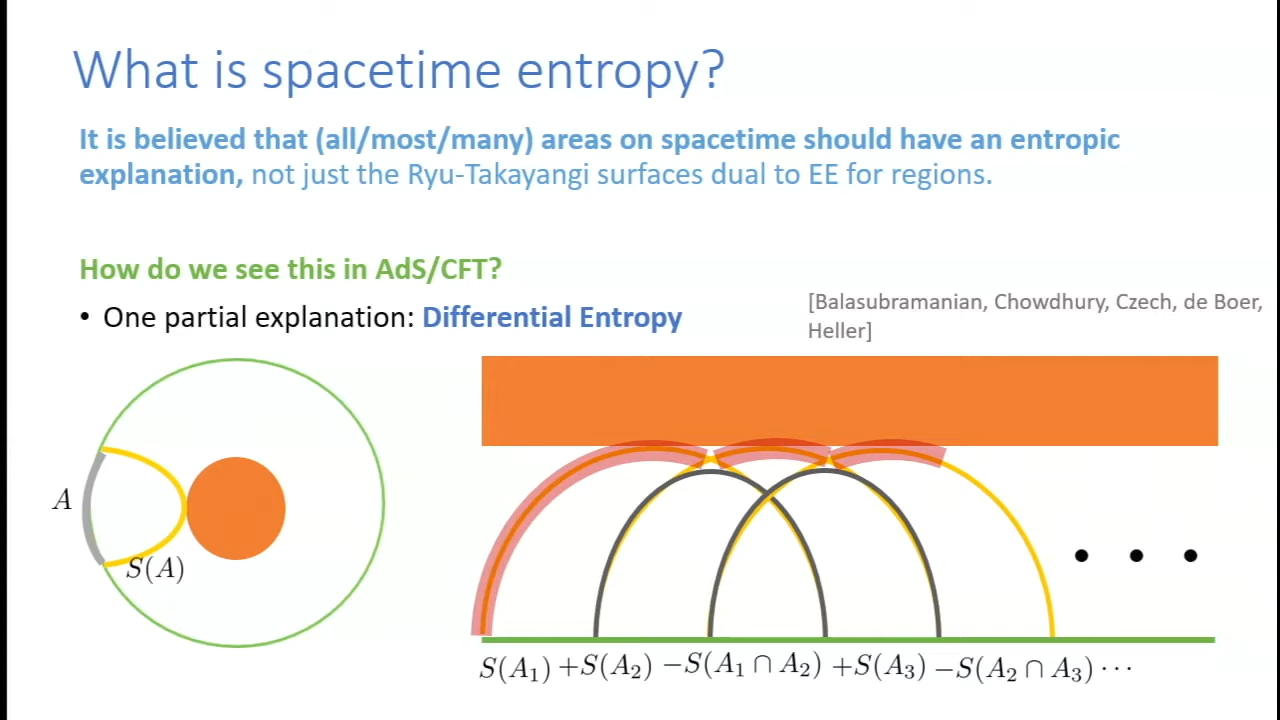 What is spacetime entropy?
It is believed that (all/most/many) areas on spacetime should have an entropic
explanation, not just the Ryu-Takayangi surfaces dual to EE for regions.
How do we see this in AdS/CFT?
• One partial explanation: Differential Entropy
[Balasubramanian, Chowdhury, Czech, de Boer,
Heller]
A
S(A)
S(A₁) +S(A₂) −S(A₁ ∩ A₂) +S(A₃) −S(A₂ ∩ A₃) ···